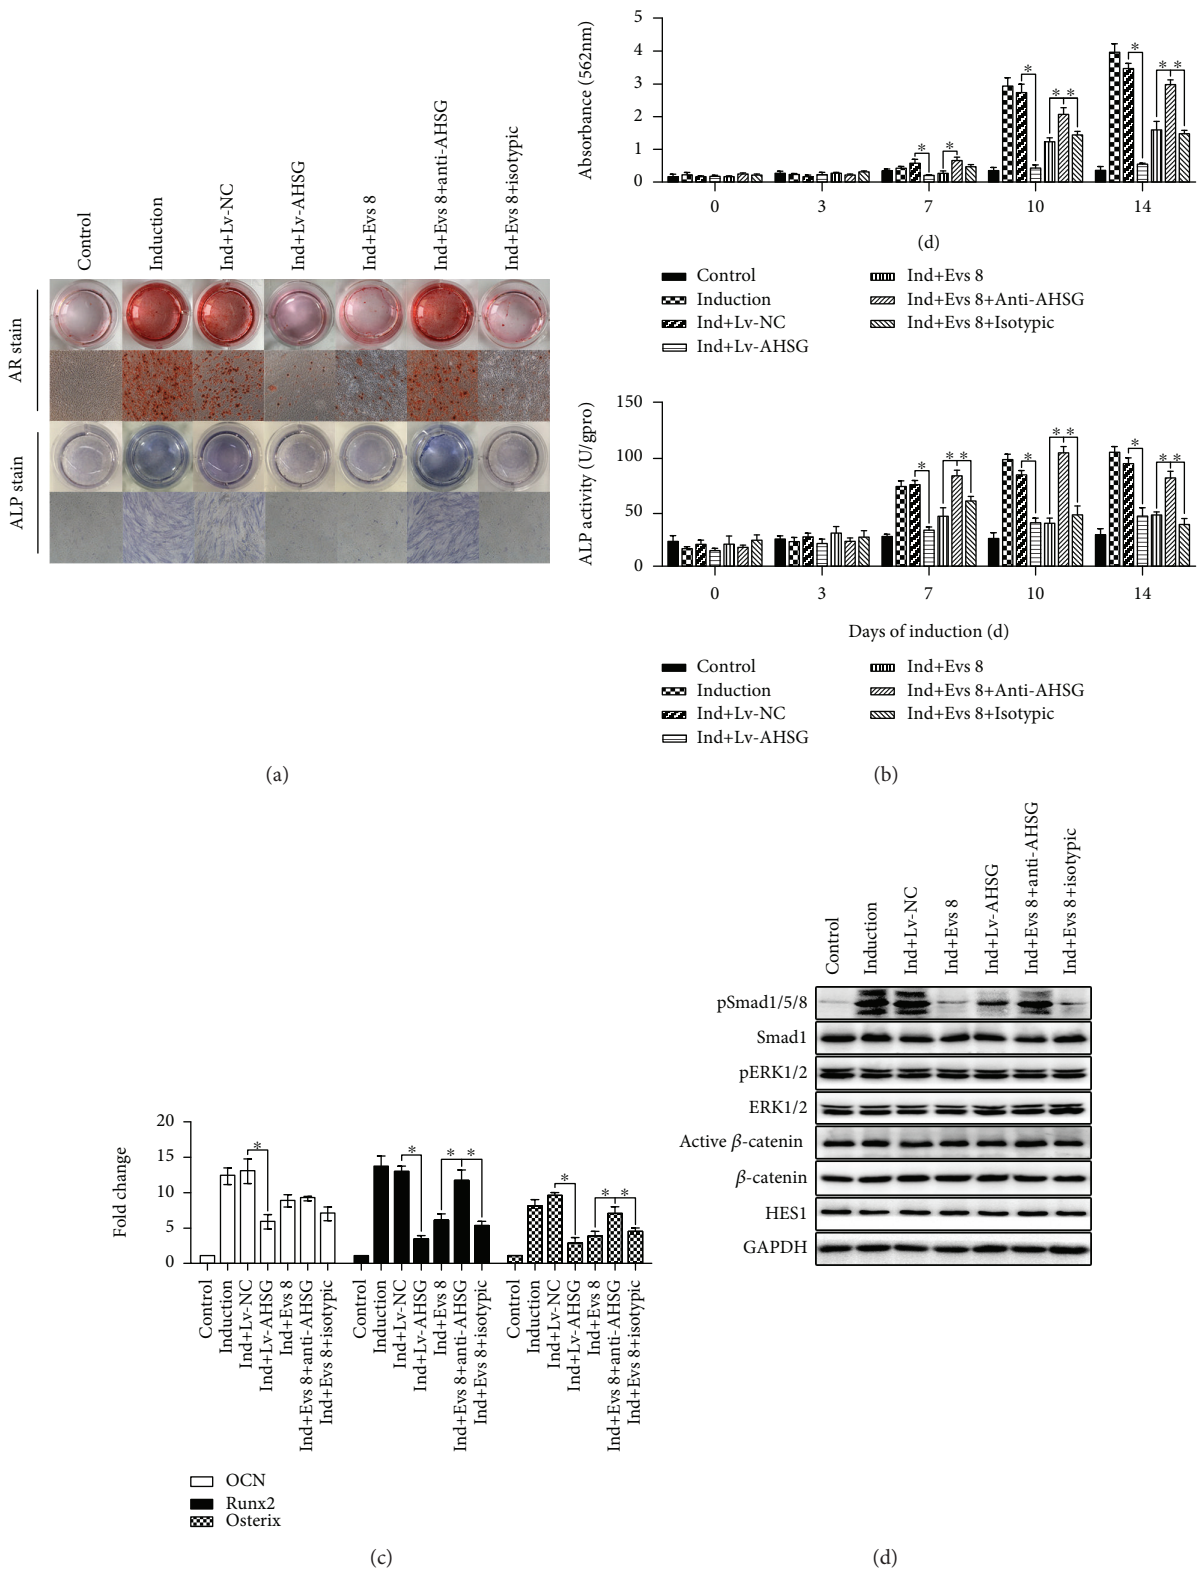 Control
Induction
Ind+Lv-NC
Ind+Lv-AHSG
Ind+Evs 8
Ind+Evs 8+anti-AHSG
Ind+Evs 8+isotypic
AR stain
ALP stain
(a)
Absorbance (562nm)
5
4
3
2
1
0
0 3 7 10 14
(d)
* * * * * * * *
Control
Induction
Ind+Lv-NC
Ind+Lv-AHSG
Ind+Evs 8
Ind+Evs 8+Anti-AHSG
Ind+Evs 8+Isotypic
ALP activity (U/gpro)
150
100
50
0
* * * * * * * * *
0 3 7 10 14
Days of induction (d)
Control
Induction
Ind+Lv-NC
Ind+Lv-AHSG
Ind+Evs 8
Ind+Evs 8+Anti-AHSG
Ind+Evs 8+Isotypic
(b)
Fold change
20
15
10
5
0
* * * * * * *
Control
Induction
Ind+Lv-NC
Ind+Lv-AHSG
Ind+Evs 8
Ind+Evs 8+anti-AHSG
Ind+Evs 8+isotypic
Control
Induction
Ind+Lv-NC
Ind+Lv-AHSG
Ind+Evs 8
Ind+Evs 8+anti-AHSG
Ind+Evs 8+isotypic
Control
Induction
Ind+Lv-NC
Ind+Lv-AHSG
Ind+Evs 8
Ind+Evs 8+anti-AHSG
Ind+Evs 8+isotypic
OCN
Runx2
Osterix
(c)
Control
Induction
Ind+Lv-NC
Ind+Evs 8
Ind+Lv-AHSG
Ind+Evs 8+anti-AHSG
Ind+Evs 8+isotypic
pSmad1/5/8
Smad1
pERK1/2
ERK1/2
Active β-catenin
β-catenin
HES1
GAPDH
(d)